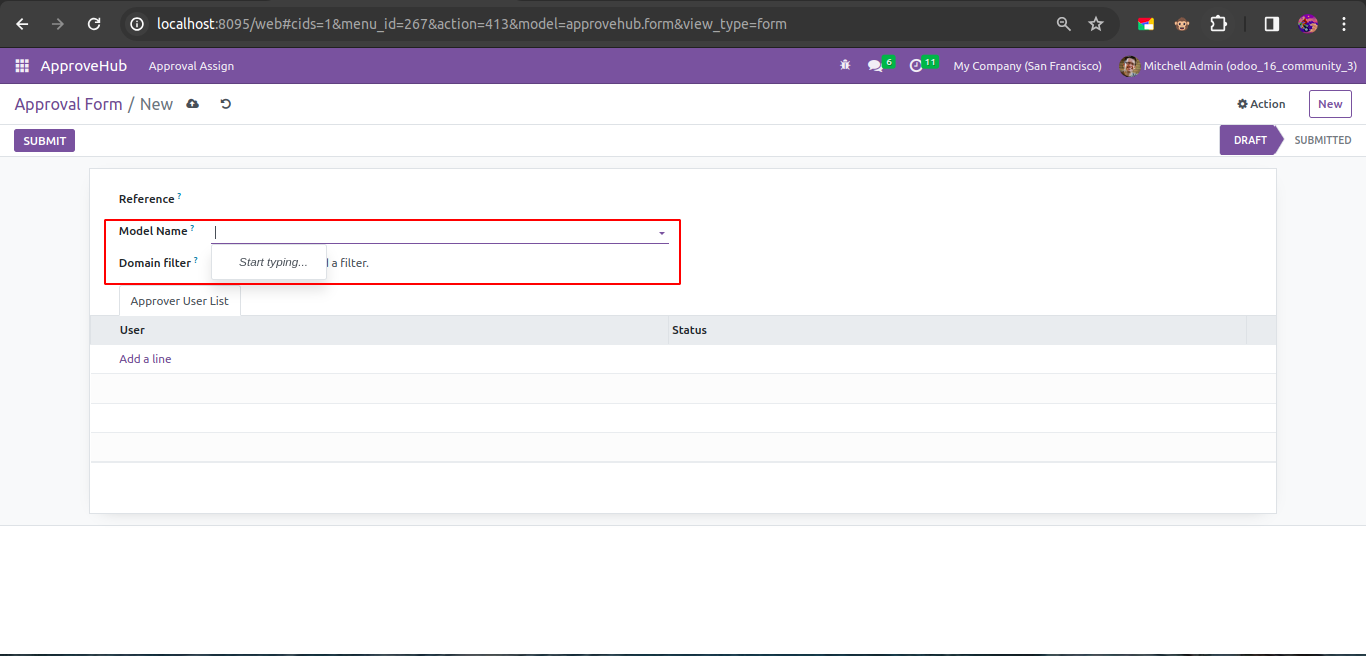 localhost:8095/web#cids=1&menu_id=267&action=413&model=approvehub.form&view_type=form
ApproveHub Approval Assign 6 11 My Company (San Francisco) Mitchell Admin (odoo_16_community_3)
Approval Form / New Action New
SUBMIT DRAFT SUBMITTED
Reference ?
Model Name ?
Domain filter ? Start typing... a filter.
Approver User List
User Status
Add a line